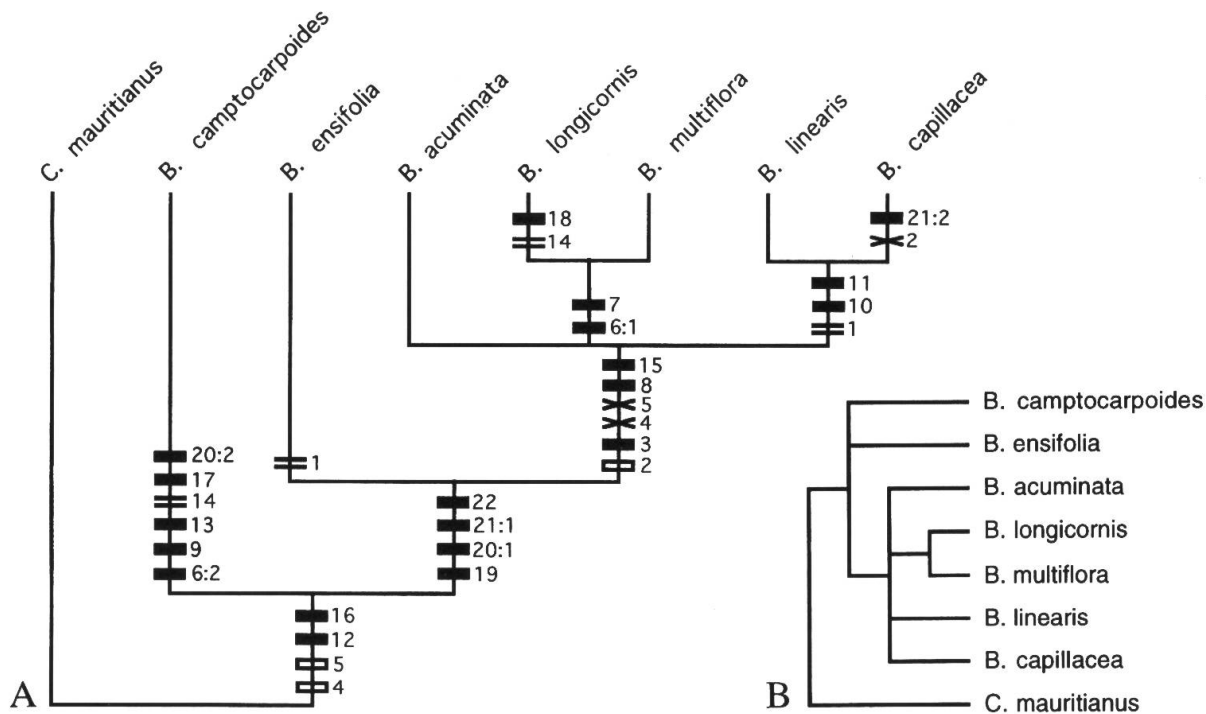 C. mauritianus
B. camptocarpoides
B. ensifolia
B. acuminata
B. longicornis
B. multiflora
B. linearis
B. capillacea
18
14
21:2
2
7
6:1
11
10
1
15
8
5
4
3
2
20:2
17
14
13
9
6:2
1
22
21:1
20:1
19
16
12
5
4
A
B. camptocarpoides
B. ensifolia
B. acuminata
B. longicornis
B. multiflora
B. linearis
B. capillacea
C. mauritianus
B